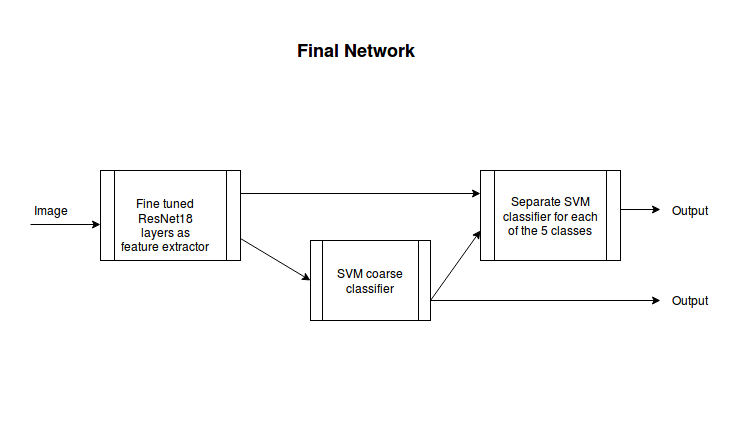 Final Network
Image
Fine tuned
ResNet18
layers as
feature extractor
SVM coarse
classifier
Separate SVM
classifier for each
of the 5 classes
Output
Output